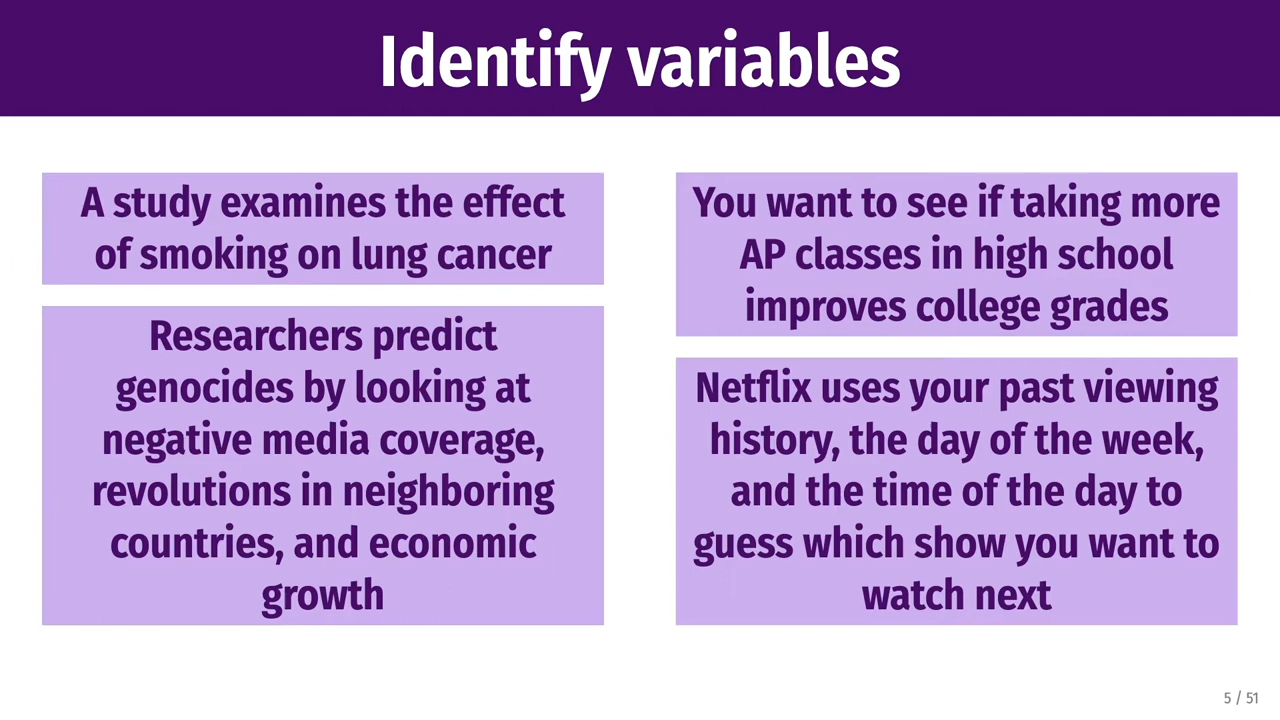 Identify variables
A study examines the effect
of smoking on lung cancer
Researchers predict
genocides by looking at
negative media coverage,
revolutions in neighboring
countries, and economic
growth
You want to see if taking more
AP classes in high school
improves college grades
Netflix uses your past viewing
history, the day of the week,
and the time of the day to
guess which show you want to
watch next
5 / 51